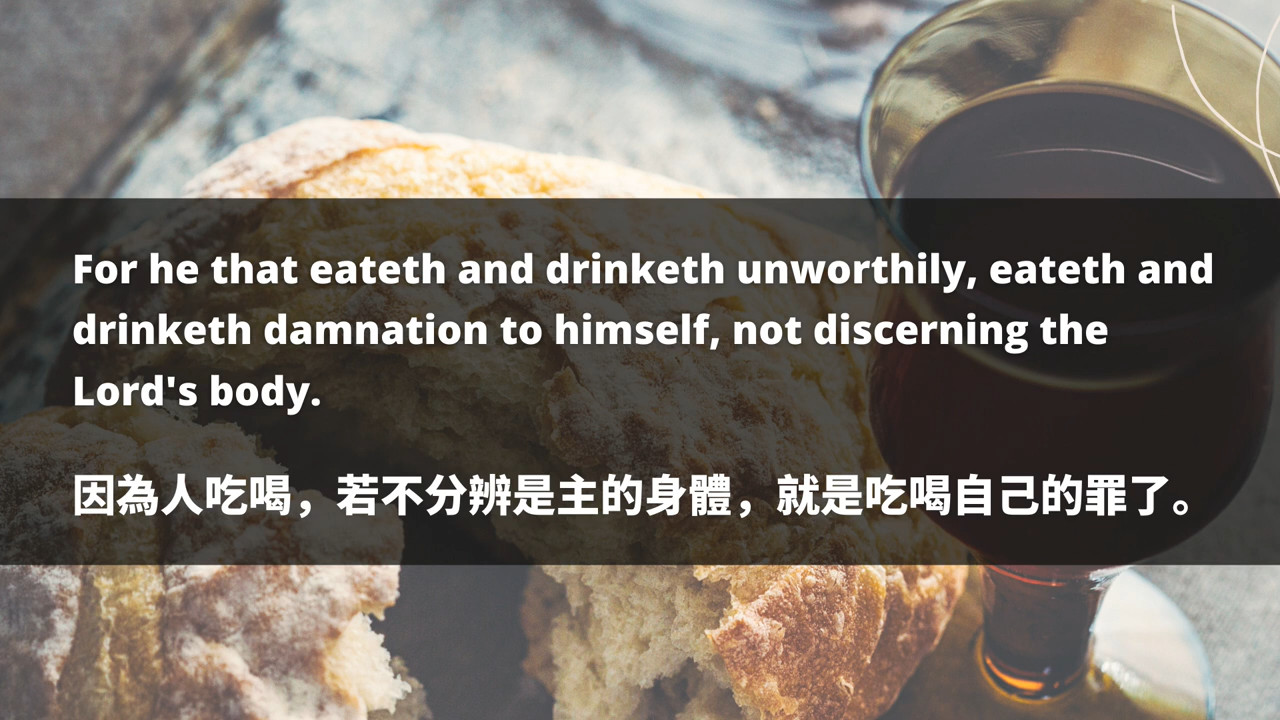 For he that eateth and drinketh unworthily, eateth and
drinketh damnation to himself, not discerning the
Lord's body.
因為人吃喝，若不分辨是主的身體，就是吃喝自己的罪了。